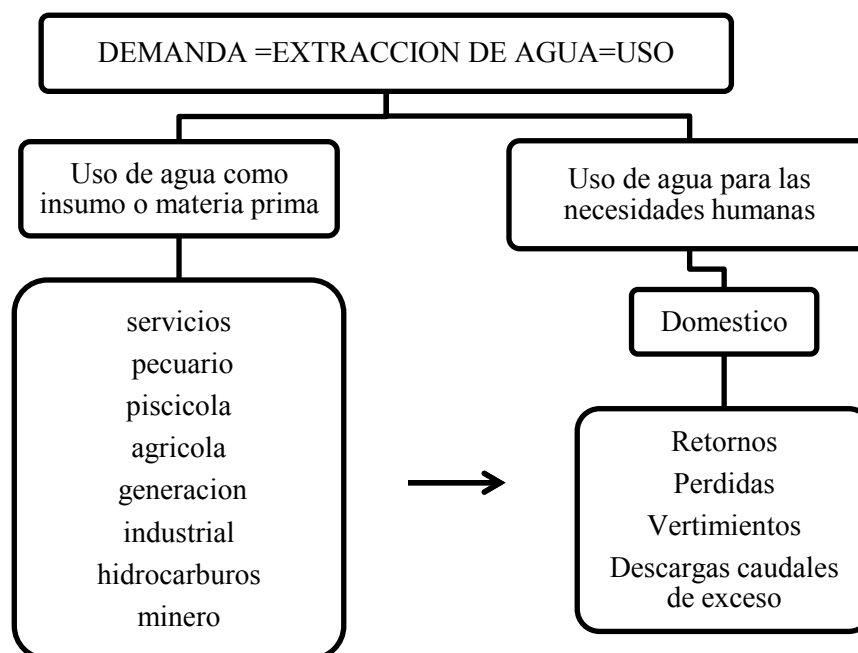 DEMANDA =EXTRACCION DE AGUA=USO
Uso de agua como
insumo o materia prima
Uso de agua para las
necesidades humanas
servicios
pecuario
piscicola
agricola
generacion
industrial
hidrocarburos
minero
Domestico
Retornos
Perdidas
Vertimientos
Descargas caudales
de exceso